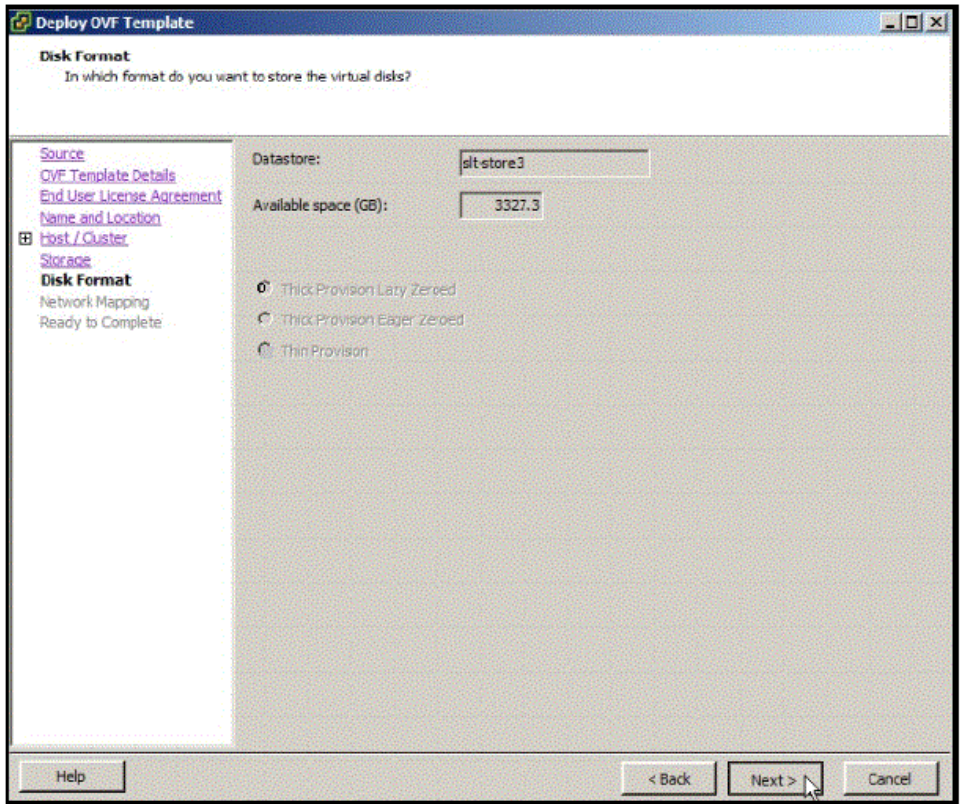 Deploy OVF Template
Disk Format
In which format do you want to store the virtual disks?
Source
OVF Template Details
End User License Agreement
Name and Location
Host / Cluster
Storage
Disk Format
Network Mapping
Ready to Complete
Datastore:
slt-store3
Available space (GB):
3327.3
Thick Provision Lazy Zeroed
Thick Provision Eager Zeroed
Thin Provison
Help
< Back
Next >
Cancel